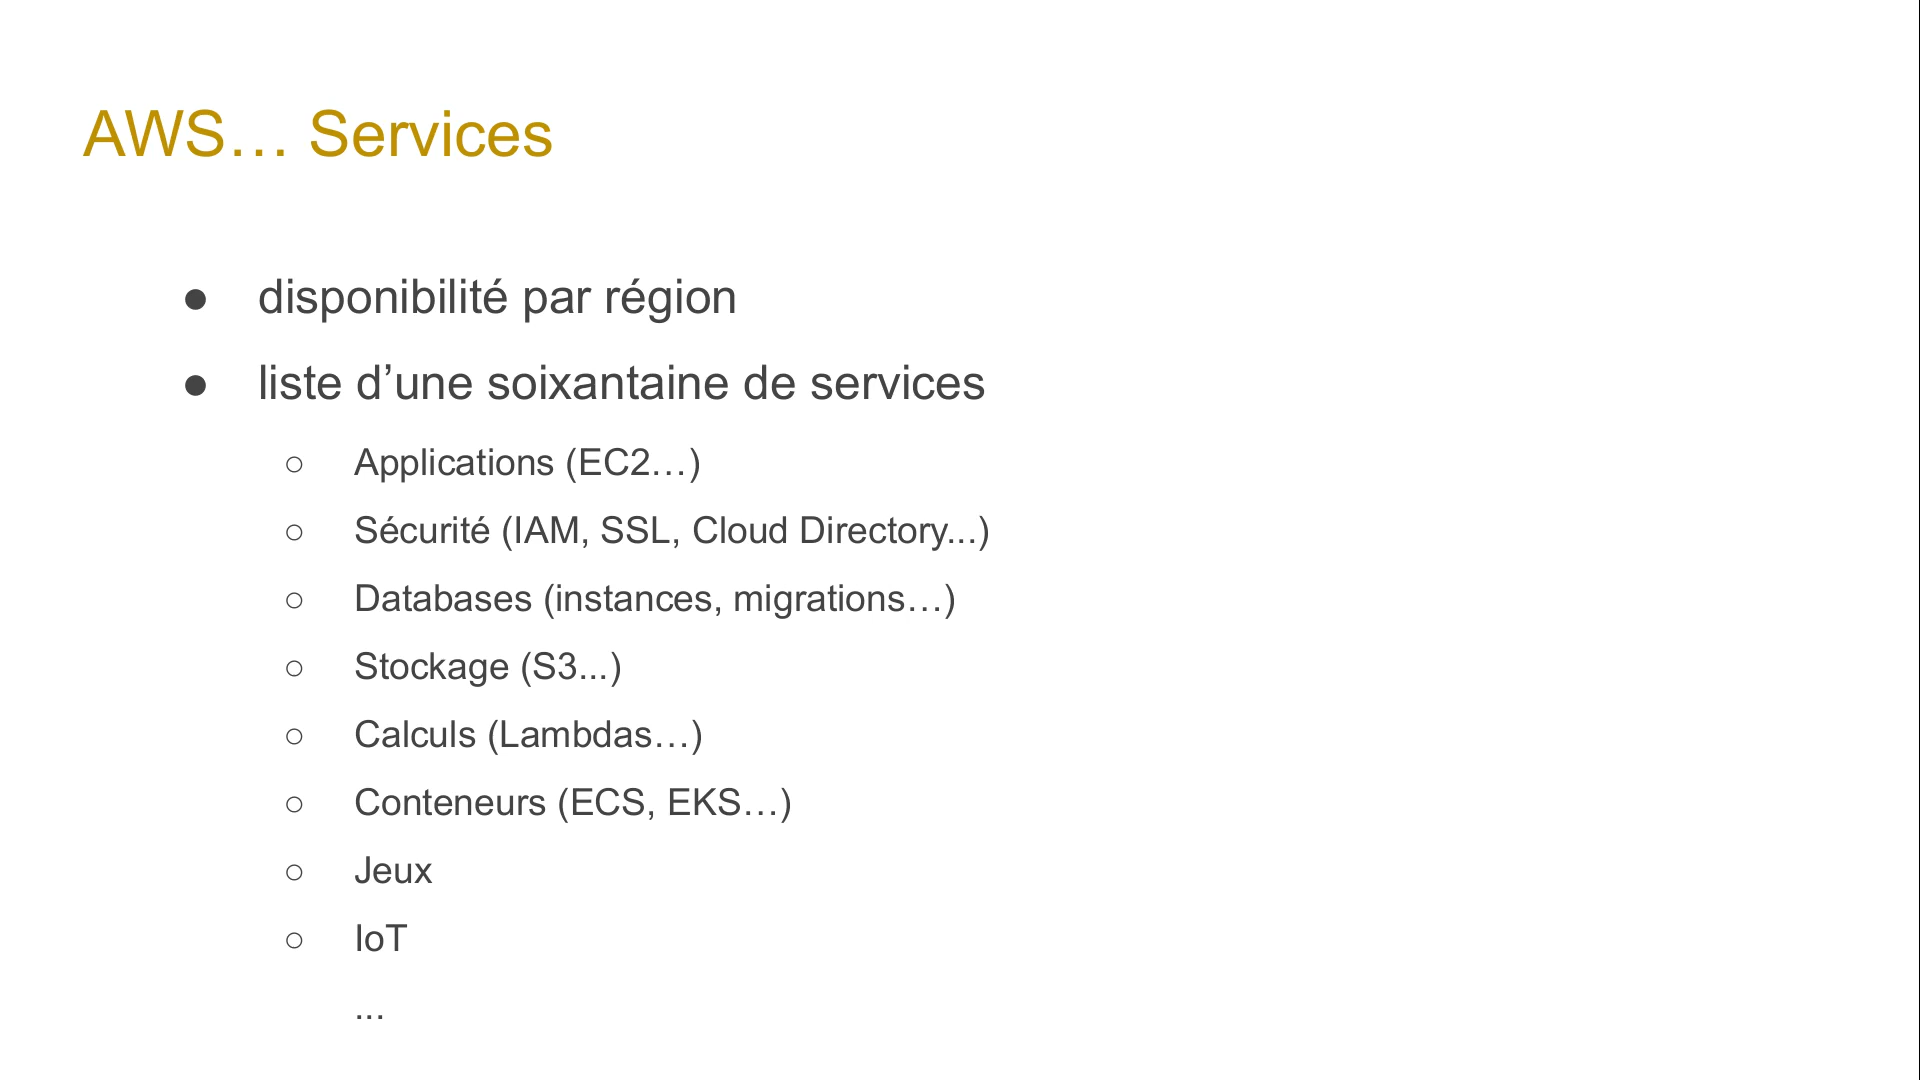 AWS… Services
● disponibilité par région
● liste d’une soixantaine de services
○ Applications (EC2…)
○ Sécurité (IAM, SSL, Cloud Directory...)
○ Databases (instances, migrations…)
○ Stockage (S3...)
○ Calculs (Lambdas…)
○ Conteneurs (ECS, EKS…)
○ Jeux
○ IoT
...